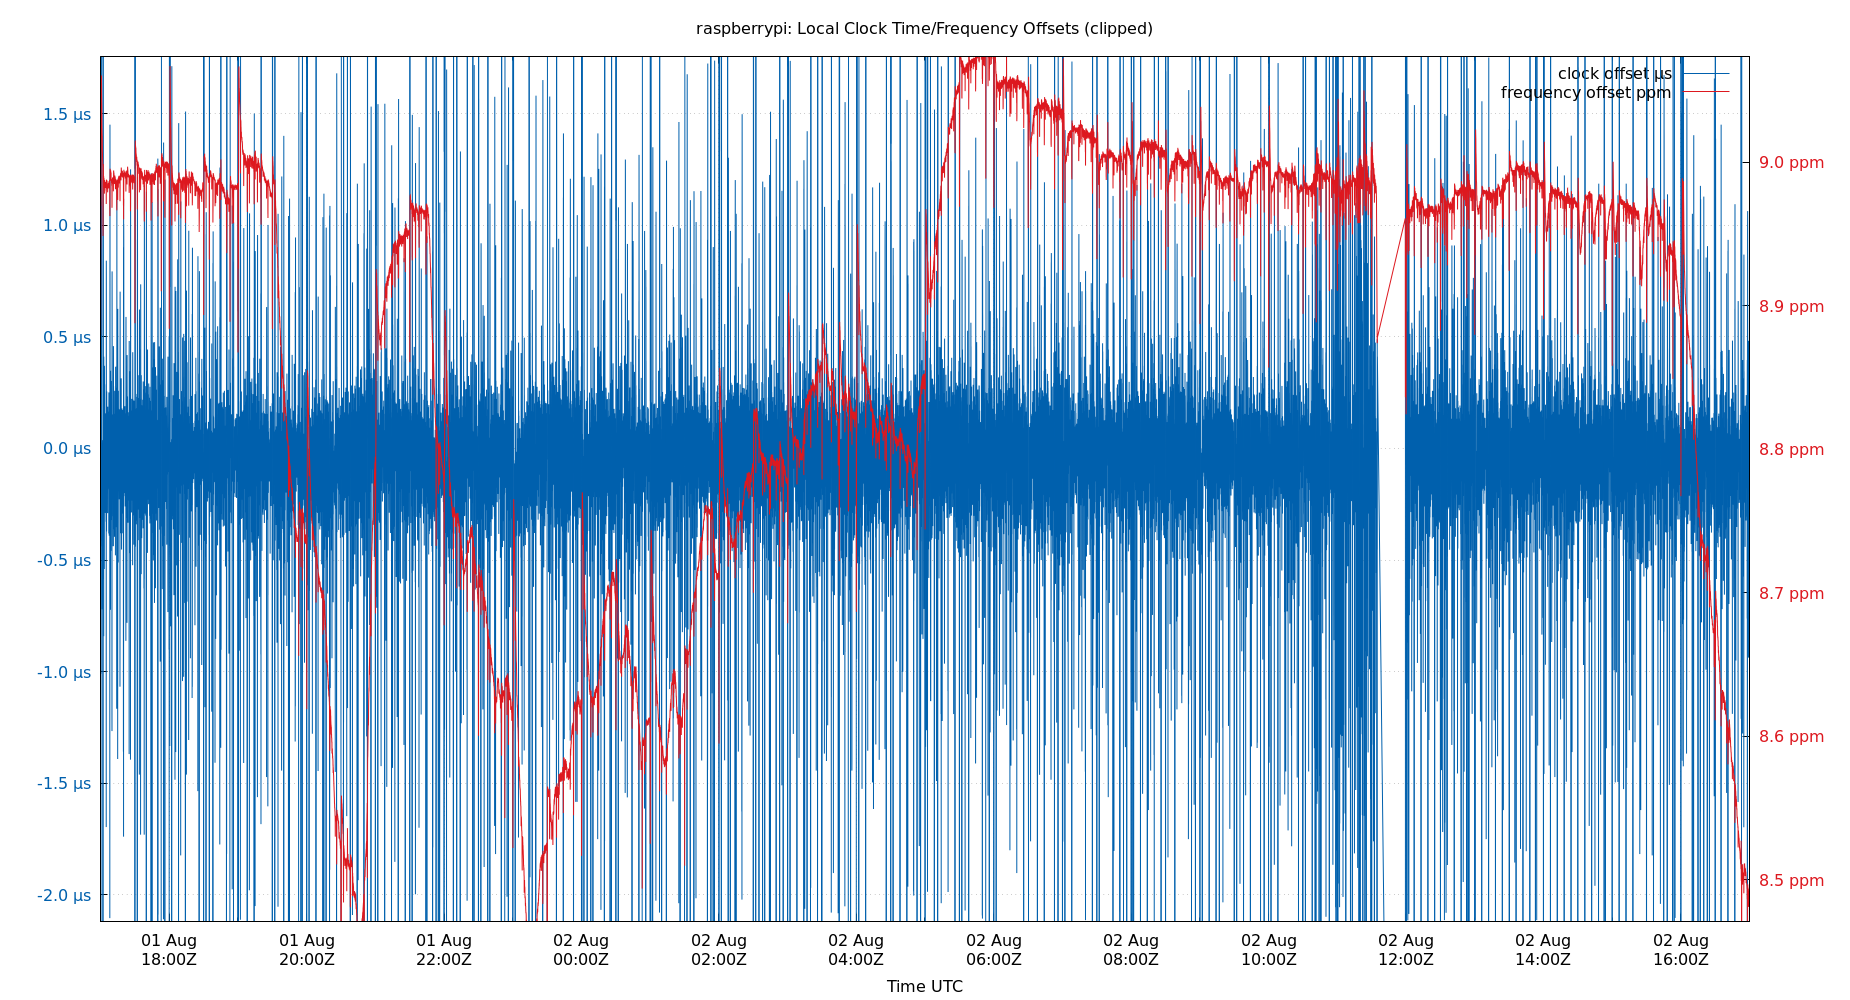 raspberrypi: Local Clock Time/Frequency Offsets (clipped)
clock offset µs
frequency offset ppm
1.5 µs
1.0 µs
0.5 µs
0.0 µs
-0.5 µs
-1.0 µs
-1.5 µs
-2.0 µs
9.0 ppm
8.9 ppm
8.8 ppm
8.7 ppm
8.6 ppm
8.5 ppm
01 Aug 01 Aug 01 Aug 02 Aug 02 Aug 02 Aug 02 Aug 02 Aug 02 Aug 02 Aug 02 Aug 02 Aug
18:00Z 20:00Z 22:00Z 00:00Z 02:00Z 04:00Z 06:00Z 08:00Z 10:00Z 12:00Z 14:00Z 16:00Z
Time UTC